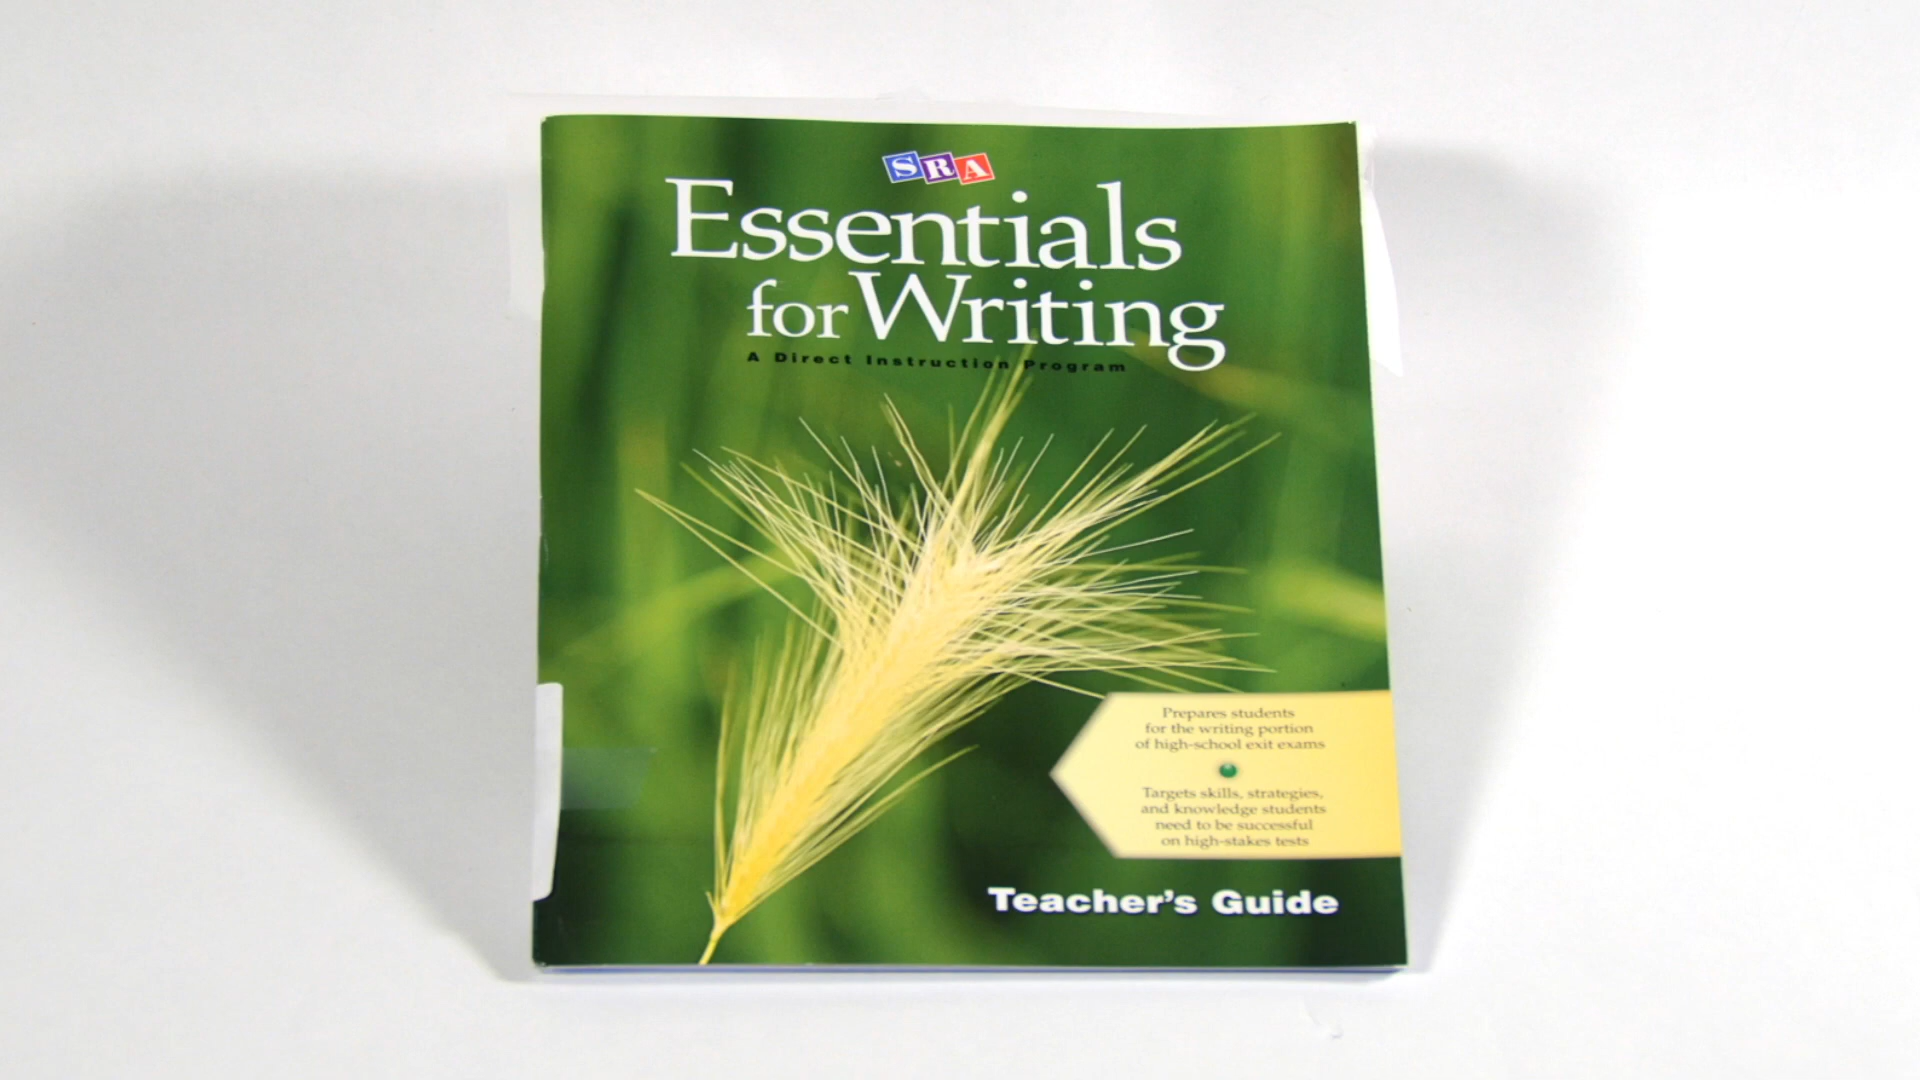 SRA
Essentials
for Writing
A Direct Instruction Program
Prepares students
for the writing portion
of high-school exit exams
Targets skills, strategies,
and knowledge students
need to be successful
on high-stakes tests
Teacher's Guide